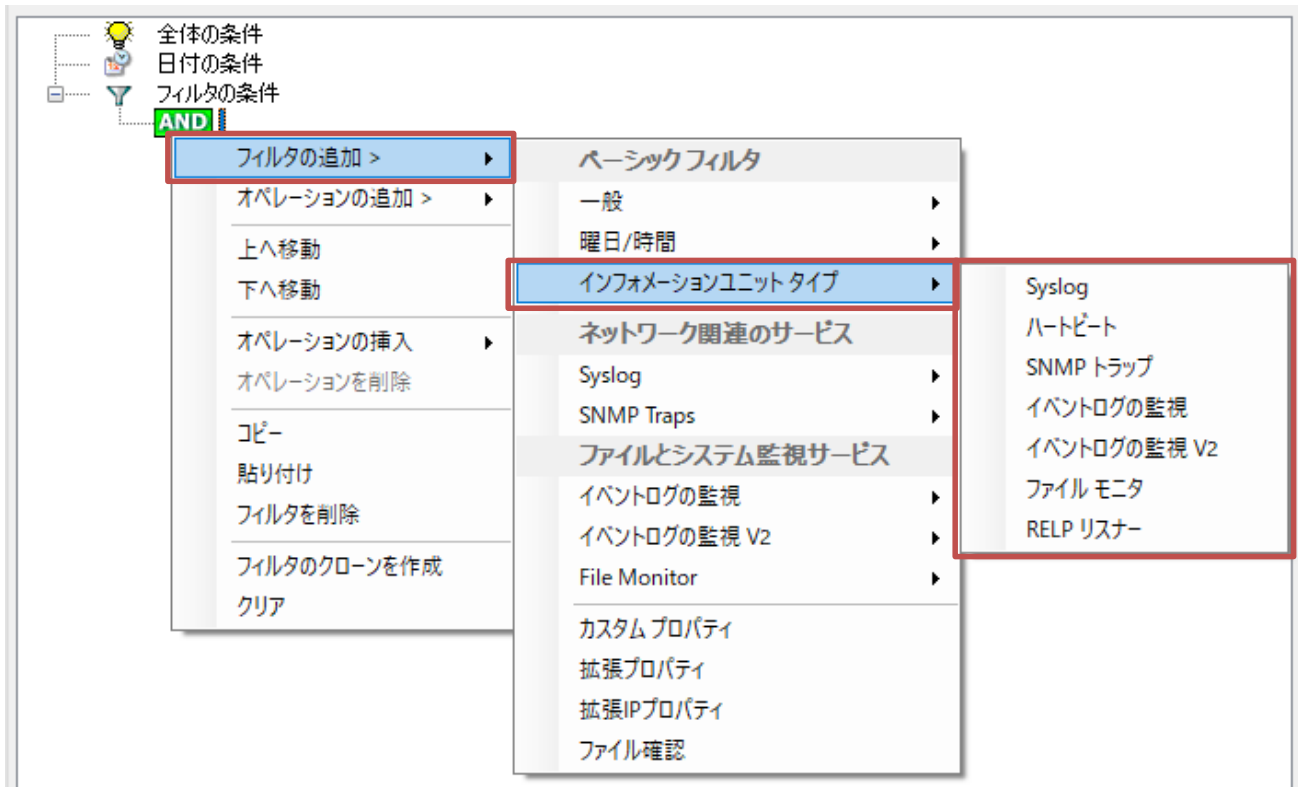 全体の条件
日付の条件
フィルタの条件
AND
フィルタの追加 >
オペレーションの追加 >
上へ移動
下へ移動
オペレーションの挿入
オペレーションを削除
コピー
貼り付け
フィルタを削除
フィルタのクローンを作成
クリア
ベーシック フィルタ
一般
曜日/時間
インフォメーションユニット タイプ
ネットワーク関連のサービス
Syslog
SNMP Traps
ファイルとシステム監視サービス
イベントログの監視
イベントログの監視 V2
File Monitor
カスタム プロパティ
拡張プロパティ
拡張IPプロパティ
ファイル確認
Syslog
ハートビート
SNMP トラップ
イベントログの監視
イベントログの監視 V2
ファイル モニタ
RELP リスナー